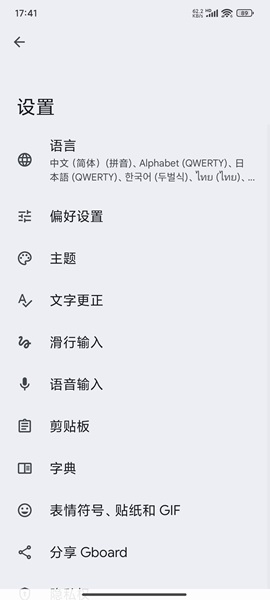 17:41
62.2
KB/s
89
设置
语言
中文 (简体) (拼音)、Alphabet (QWERTY)、日
本語 (QWERTY)、한국어 (두벌식)、ไทย (ไทย)、...
偏好设置
主题
文字更正
滑行输入
语音输入
剪贴板
字典
表情符号、贴纸和 GIF
分享 Gboard